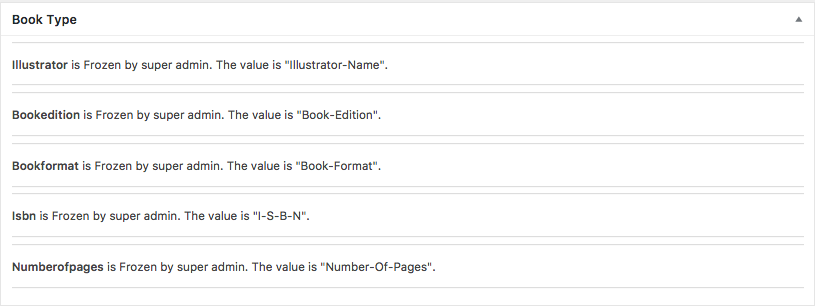 Book Type
Illustrator is Frozen by super admin. The value is "Illustrator-Name".
Bookedition is Frozen by super admin. The value is "Book-Edition".
Bookformat is Frozen by super admin. The value is "Book-Format".
Isbn is Frozen by super admin. The value is "I-S-B-N".
Numberofpages is Frozen by super admin. The value is "Number-Of-Pages".